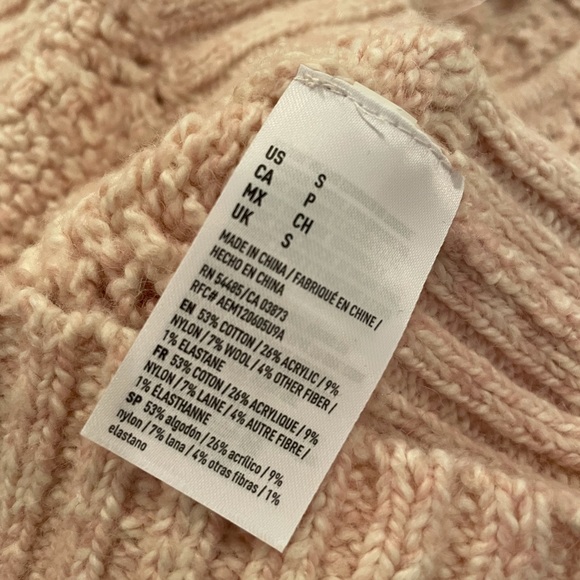 US S
CA P
MX CH
UK S
MADE IN CHINA / FABRIQUÉ EN CHINE /
HECHO EN CHINA
RN 54485 / CA 03873
RFC# AEM120605U9A
EN 53% COTTON / 26% ACRYLIC / 9%
NYLON / 7% WOOL / 4% OTHER FIBER /
1% ELASTANE
FR 53% COTON / 26% ACRYLIQUE / 9%
NYLON / 7% LAINE / 4% AUTRE FIBRE /
1% ÉLASTHANNE
SP 53% algodón / 26% acrílico / 9%
nylon / 7% lana / 4% otras fibras / 1%
elastano